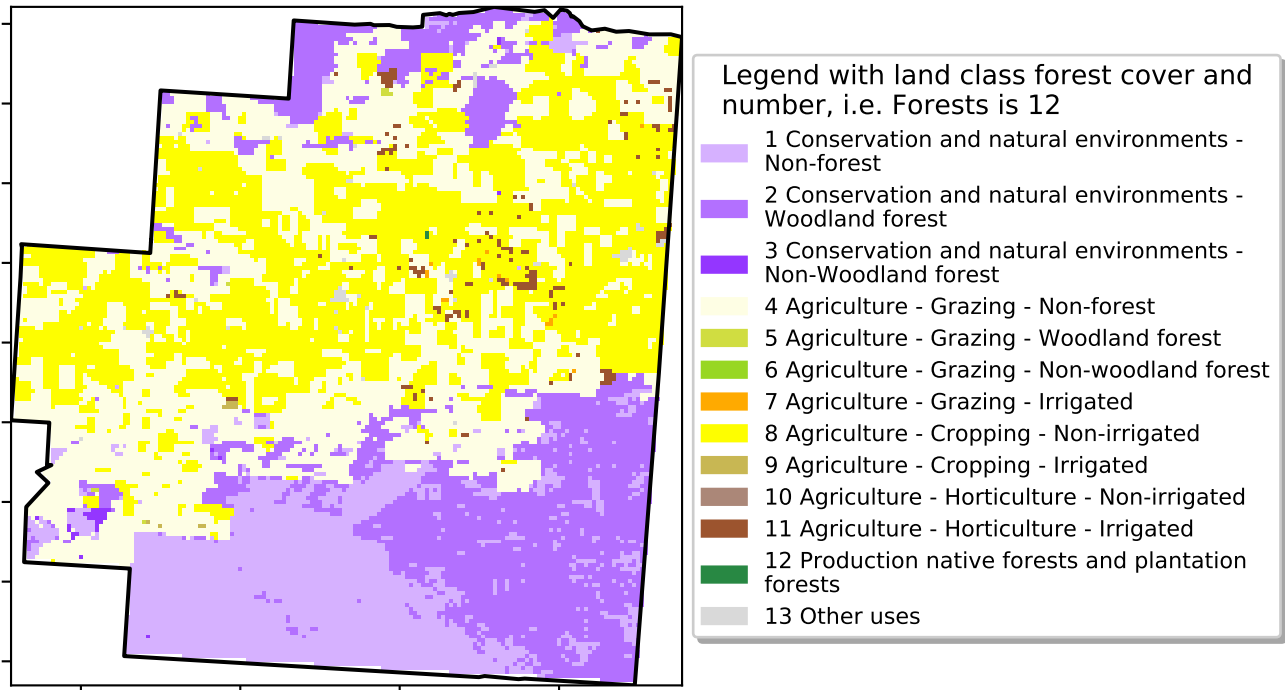 Legend with land class forest cover and
number, i.e. Forests is 12
1 Conservation and natural environments -
Non-forest
2 Conservation and natural environments -
Woodland forest
3 Conservation and natural environments -
Non-Woodland forest
4 Agriculture - Grazing - Non-forest
5 Agriculture - Grazing - Woodland forest
6 Agriculture - Grazing - Non-woodland forest
7 Agriculture - Grazing - Irrigated
8 Agriculture - Cropping - Non-irrigated
9 Agriculture - Cropping - Irrigated
10 Agriculture - Horticulture - Non-irrigated
11 Agriculture - Horticulture - Irrigated
12 Production native forests and plantation
forests
13 Other uses